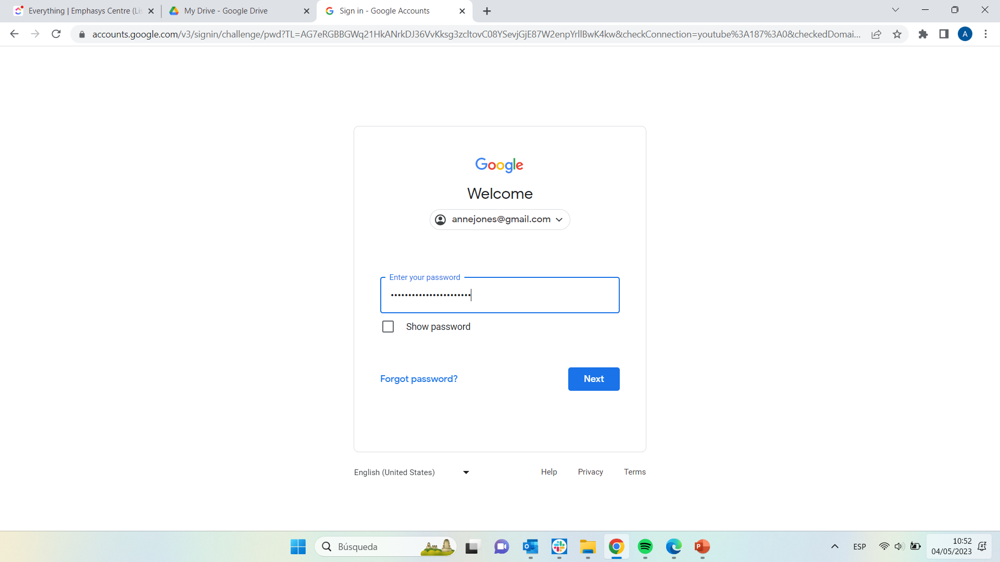 Everything | Emphasys Centre (Lis
My Drive - Google Drive
Sign in - Google Accounts
accounts.google.com/v3/signin/challenge/pwd?TL=AG7eRGBBGWq21HkANrkDJ36VvKksg3zcltovC08YSevjGjE87W2enpYrllBwK4kw&checkConnection=youtube%3A187%3A0&checkedDomai...
A
Google
Welcome
annejones@gmail.com
Enter your password
•••••••••••••••••••••••
Show password
Forgot password?
Next
English (United States)
Help
Privacy
Terms
Búsqueda
ESP
10:52
04/05/2023